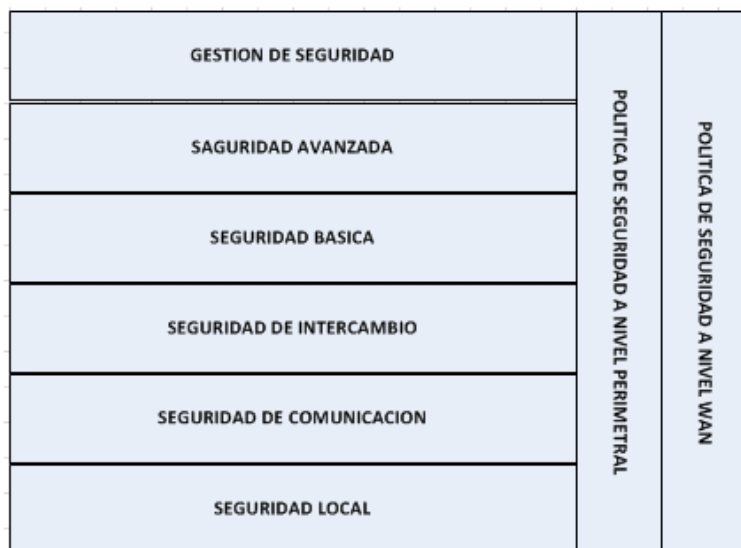 GESTION DE SEGURIDAD
SAGURIDAD AVANZADA
SEGURIDAD BASICA
SEGURIDAD DE INTERCAMBIO
SEGURIDAD DE COMUNICACION
SEGURIDAD LOCAL
POLITICA DE SEGURIDAD A NIVEL PERIMETRAL
POLITICA DE SEGURIDAD A NIVEL WAN